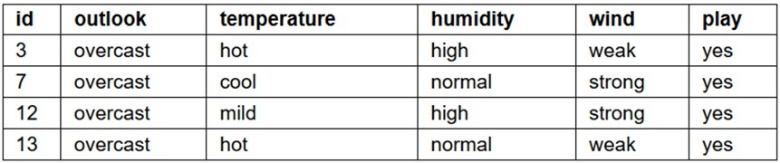 id outlook temperature humidity wind play
3 overcast hot high weak yes
7 overcast cool normal strong yes
12 overcast mild high strong yes
13 overcast hot normal weak yes